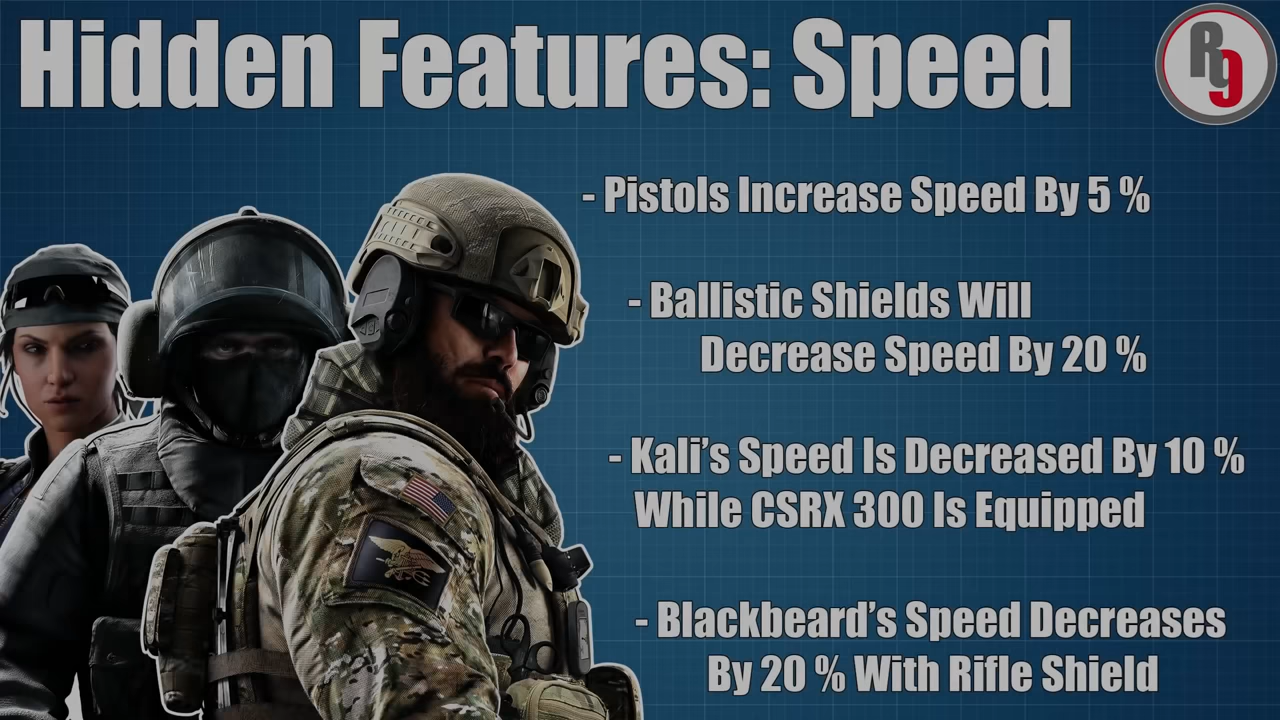 Hidden Features: Speed
R9
- Pistols Increase Speed By 5 %
- Ballistic Shields Will
Decrease Speed By 20 %
- Kali's Speed Is Decreased By 10 %
While CSRX 300 Is Equipped
- Blackbeard's Speed Decreases
By 20 % With Rifle Shield